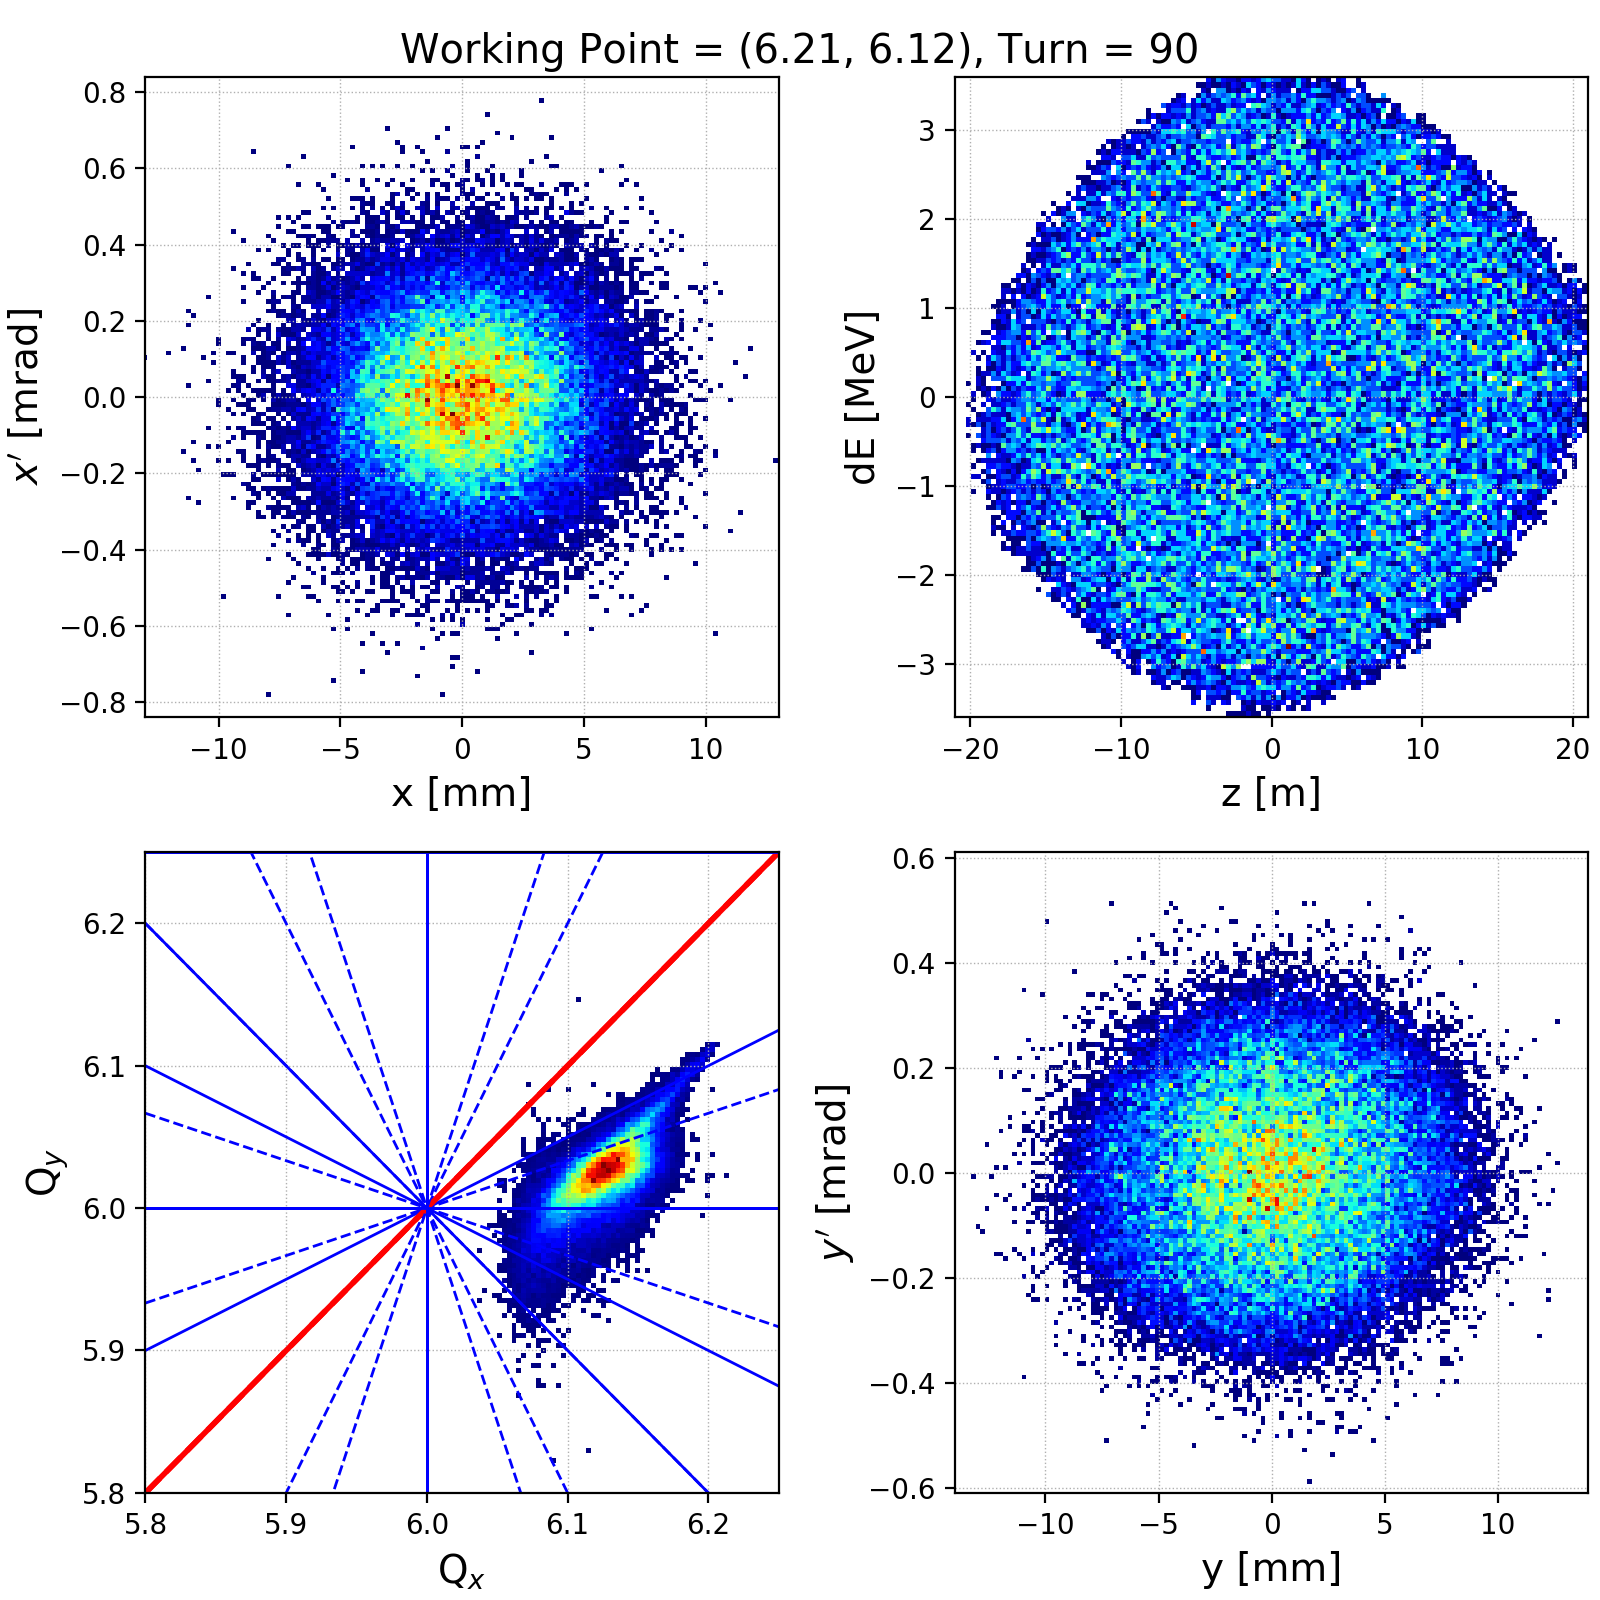 Working Point = (6.21, 6.12), Turn = 90
0.8
0.6
0.4
0.2
0.0
−0.2
−0.4
−0.6
−0.8
x′ [mrad]
−10 −5 0 5 10
x [mm]
3
2
1
0
−1
−2
−3
dE [MeV]
−20 −10 0 10 20
z [m]
6.2
6.1
6.0
5.9
5.8
Qy
5.8 5.9 6.0 6.1 6.2
Qx
0.6
0.4
0.2
0.0
−0.2
−0.4
−0.6
y′ [mrad]
−10 −5 0 5 10
y [mm]